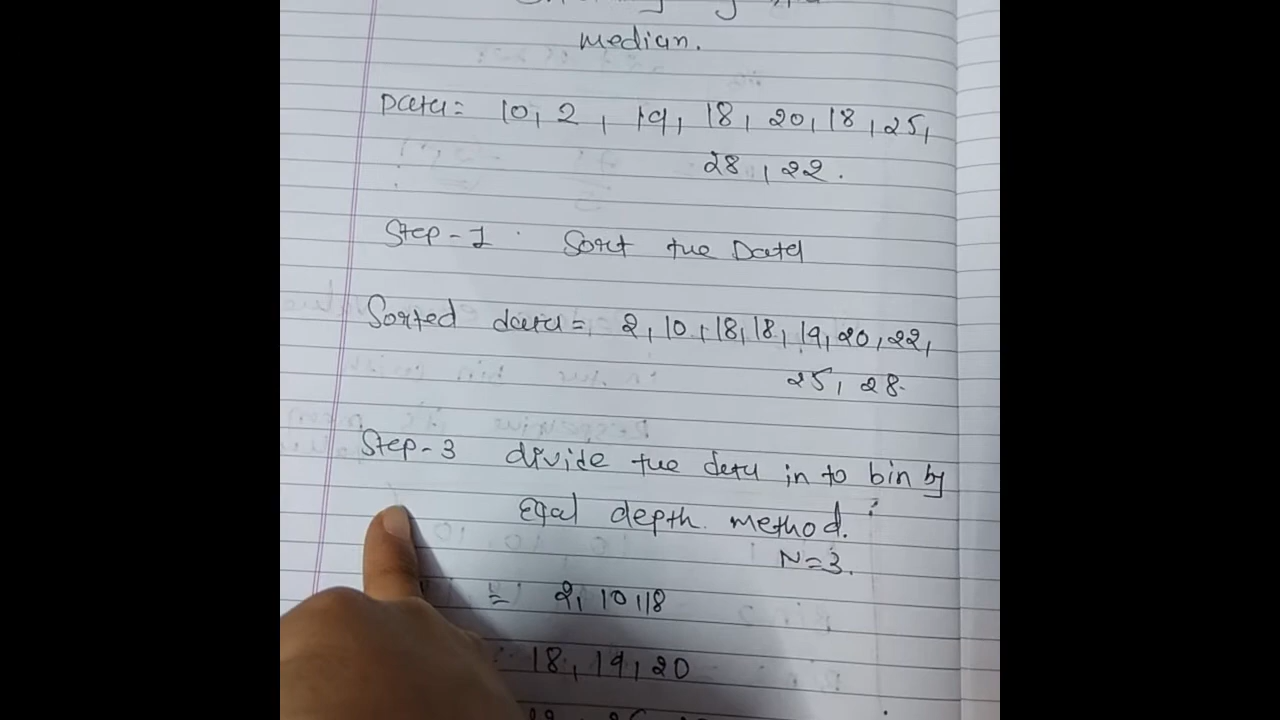 median.
Data = 10, 2, 19, 18, 20, 18, 25,
28, 22.
Step-1 Sort the Data
Sorted data = 2, 10, 18, 18, 19, 20, 22,
25, 28.
Step-3 divide the data in to bin by
Eqal depth method.
N=3.
= 2, 10, 18
18, 19, 20